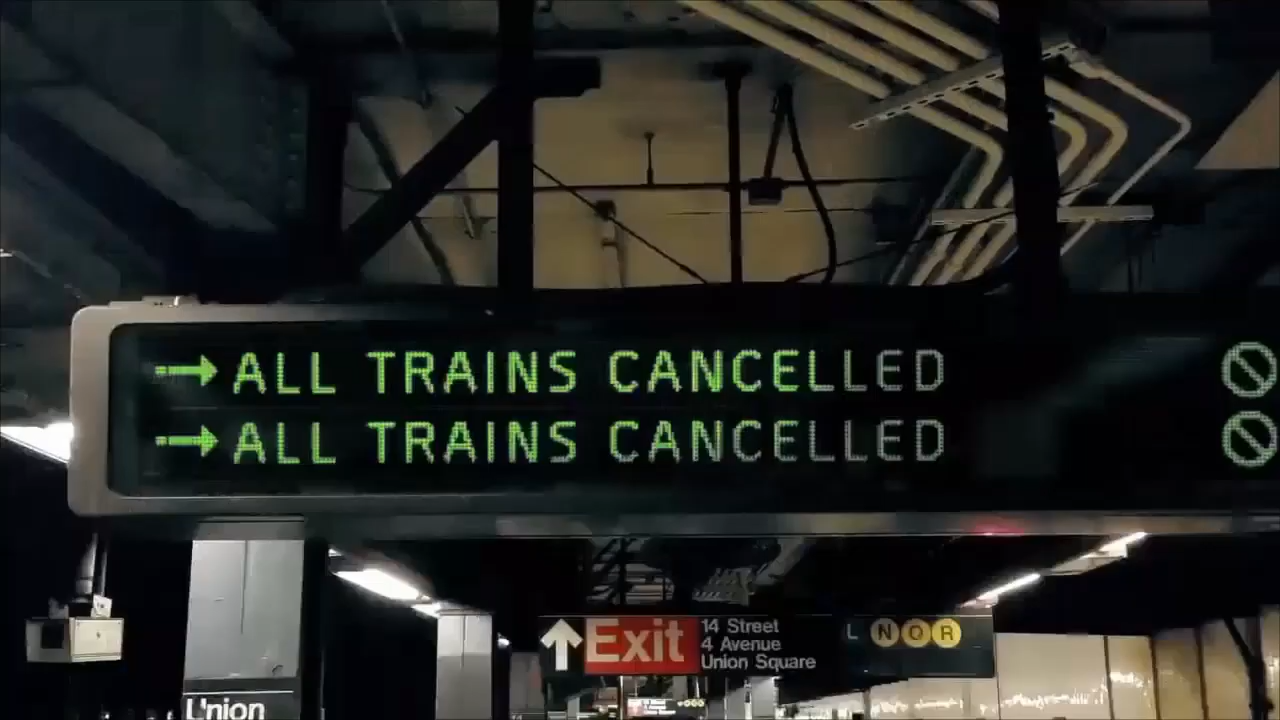 → ALL TRAINS CANCELLED
→ ALL TRAINS CANCELLED
↑ Exit
14 Street
4 Avenue
Union Square
L N Q R
Union